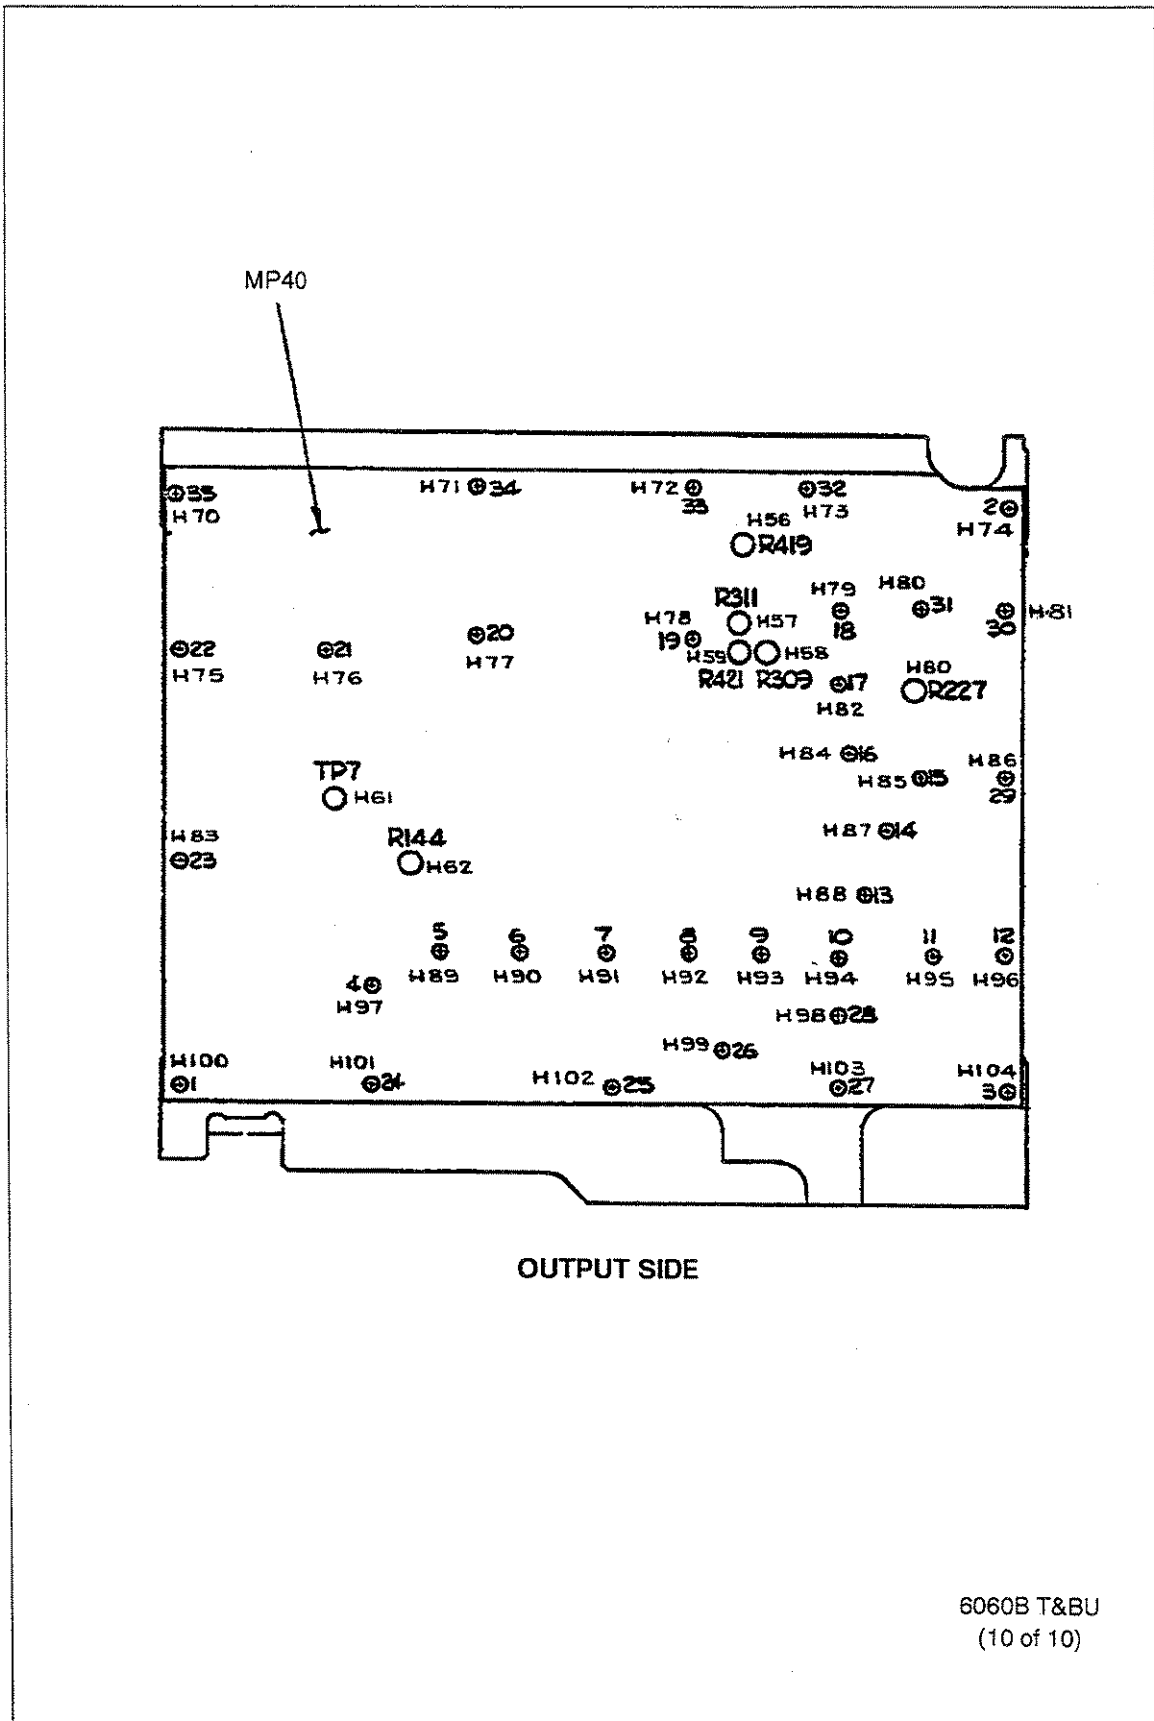 MP40
35 H71 34 H72 32
H70 33 H73 2
H56 H74
R419
H79 H80
R311 31 H81
H78 H57 18 30
19
20
22 21 H59 H58
H75 H76 H77 R421 R309 17 H80
H82 R227
H84 16
H86
TP7 H85 15
H61 29
H83 R144 H87 14
23 H62
H88 13
5 6 7 8 9 10 11 12
H89 H90 H91 H92 H93 H94 H95 H96
4
H97
H98 28
H99 26
H100 H101 H102 H103 H104
1 24 25 27 3
OUTPUT SIDE
6060B T&BU
(10 of 10)